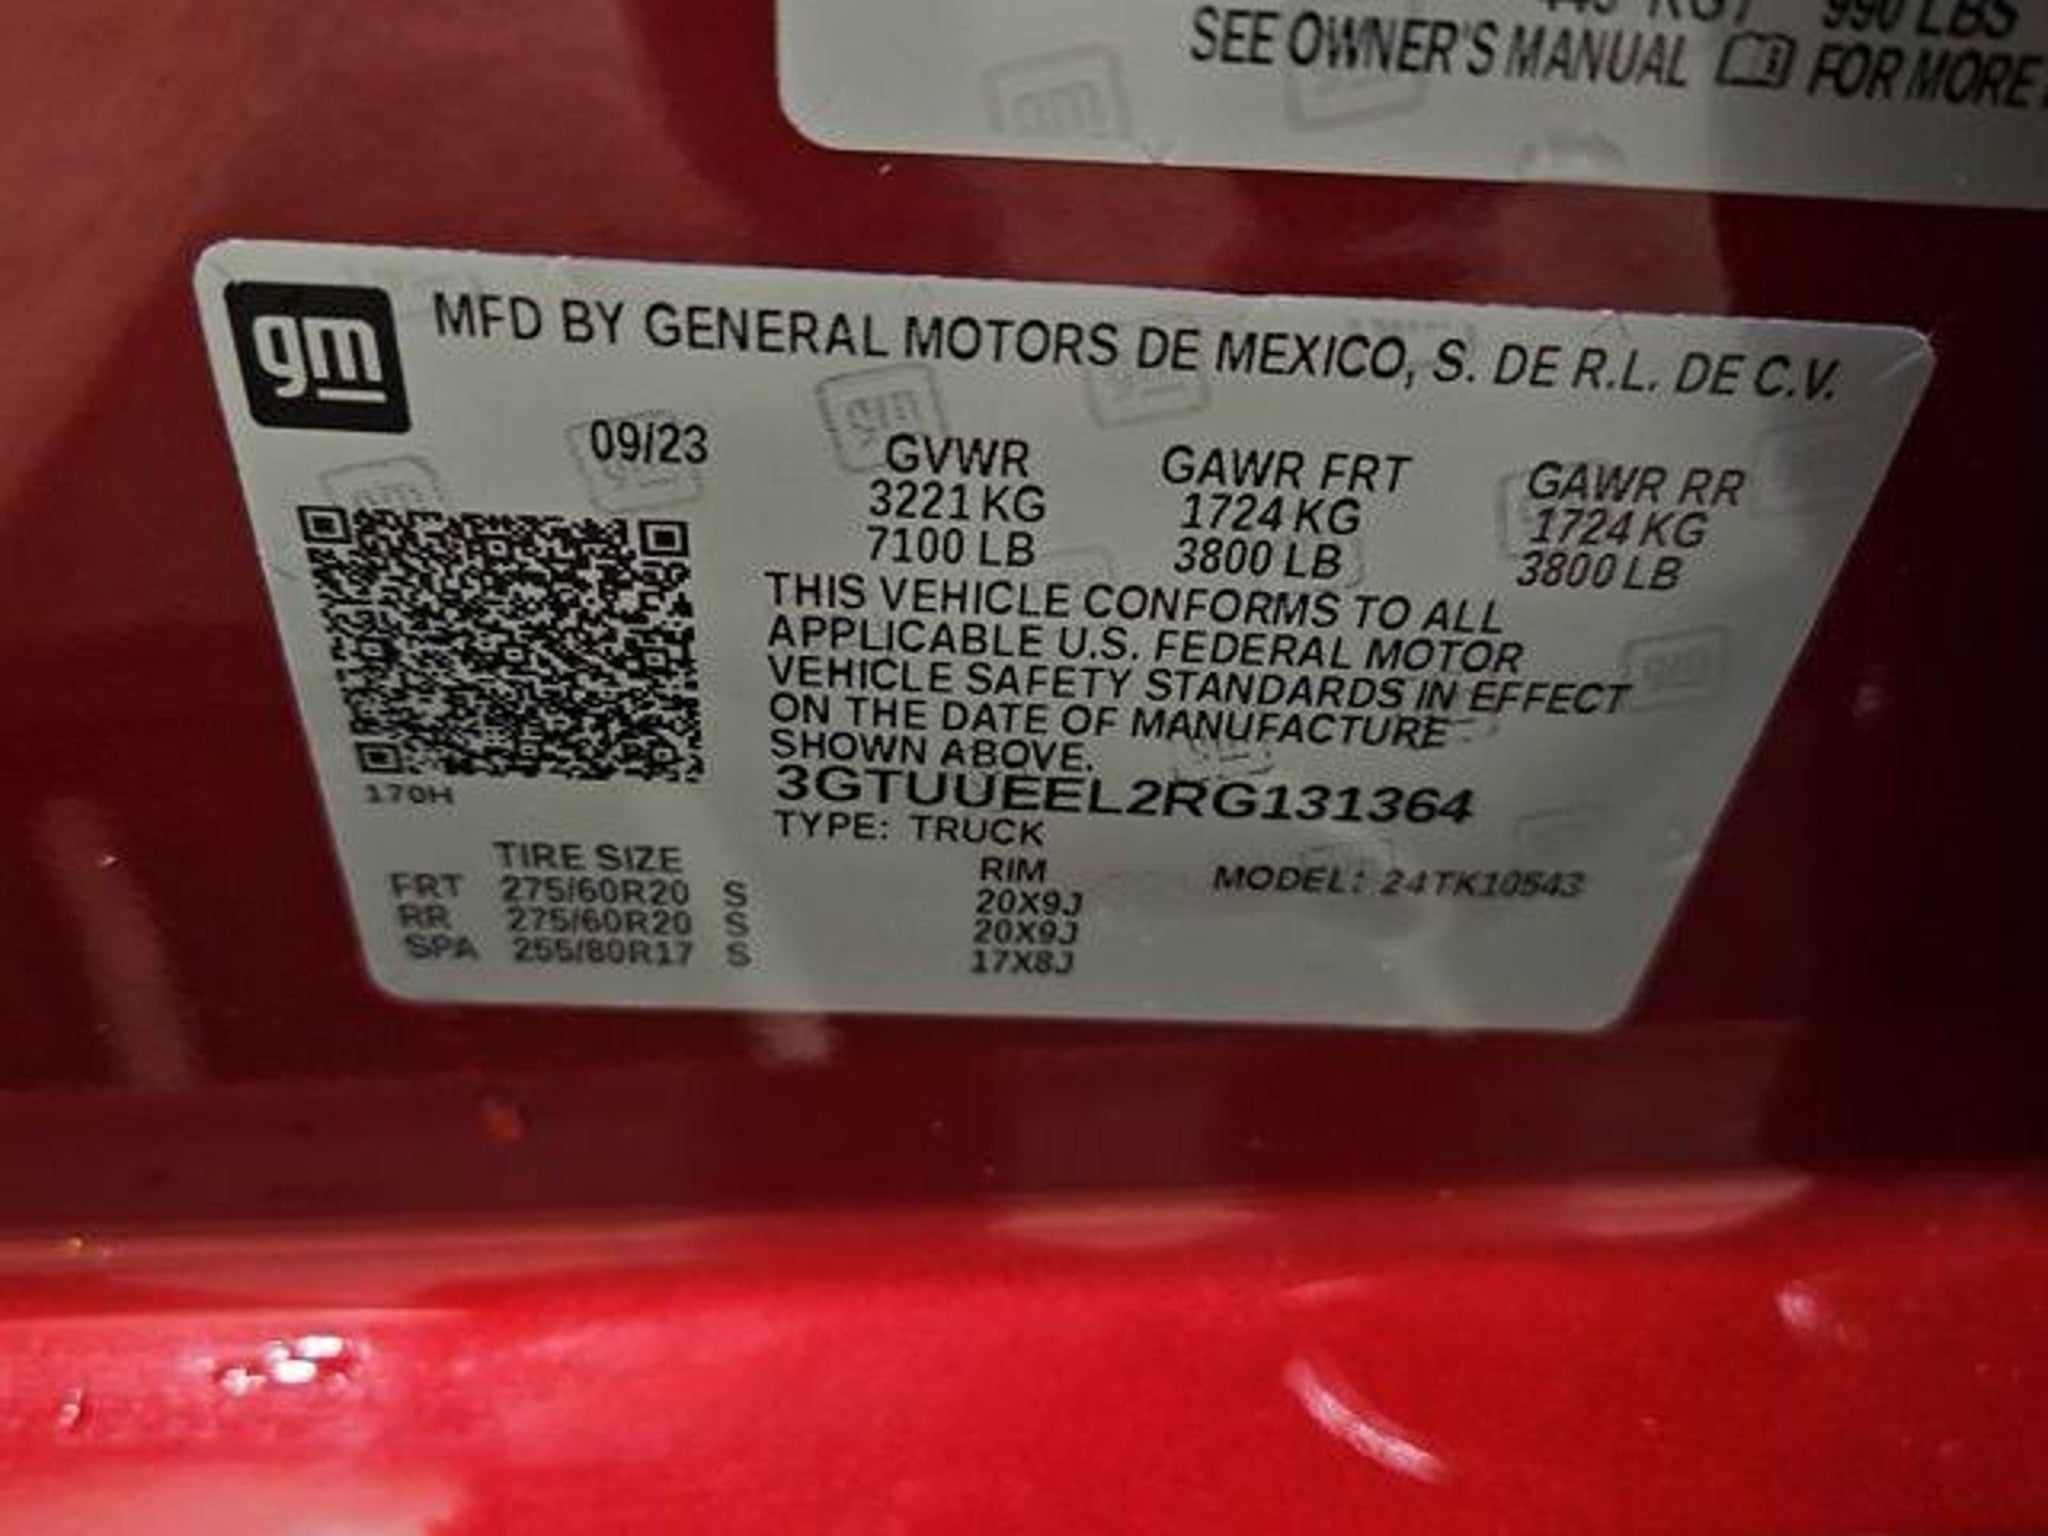 990 LBS
SEE OWNER'S MANUAL FOR MORE
gm
MFD BY GENERAL MOTORS DE MEXICO, S. DE R.L. DE C.V.
09/23
GVWR GAWR FRT GAWR RR
3221 KG 1724 KG 1724 KG
7100 LB 3800 LB 3800 LB
THIS VEHICLE CONFORMS TO ALL
APPLICABLE U.S. FEDERAL MOTOR
VEHICLE SAFETY STANDARDS IN EFFECT
ON THE DATE OF MANUFACTURE
SHOWN ABOVE.
170H
3GTUUEEL2RG131364
TYPE: TRUCK
TIRE SIZE RIM MODEL: 24TK10543
FRT 275/60R20 S 20X9J
RR 275/60R20 S 20X9J
SPA 255/80R17 S 17X8J